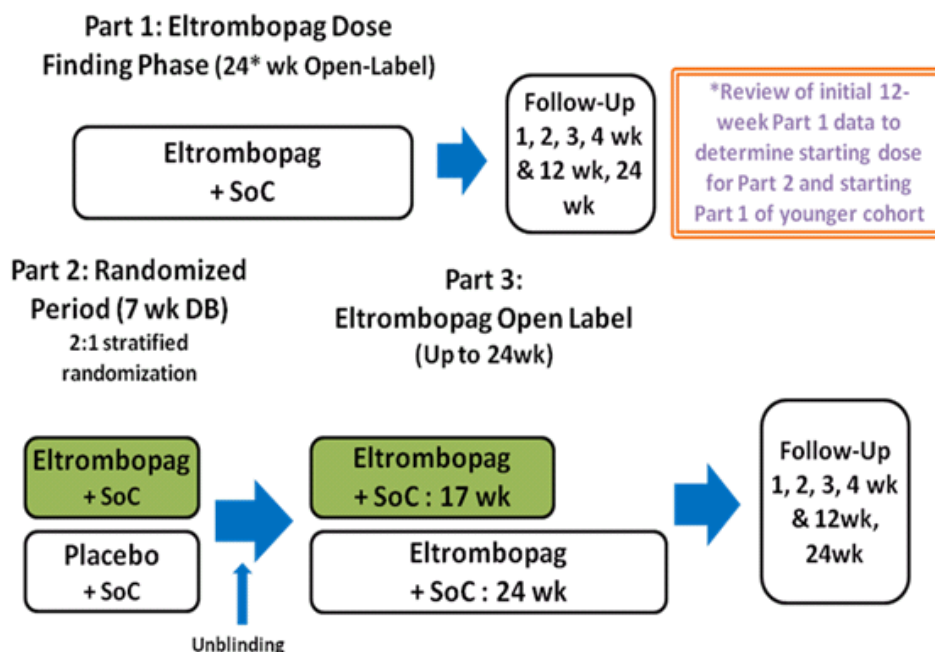 Part 1: Eltrombopag Dose
Finding Phase (24* wk Open-Label)
Eltrombopag
+ SoC
Follow-Up
1, 2, 3, 4 wk
& 12 wk, 24
wk
*Review of initial 12-
week Part 1 data to
determine starting dose
for Part 2 and starting
Part 1 of younger cohort
Part 2: Randomized
Period (7 wk DB)
2:1 stratified
randomization
Part 3:
Eltrombopag Open Label
(Up to 24wk)
Eltrombopag
+ SoC
Placebo
+ SoC
Unblinding
Eltrombopag
+ SoC : 17 wk
Eltrombopag
+ SoC : 24 wk
Follow-Up
1, 2, 3, 4 wk
& 12wk,
24wk